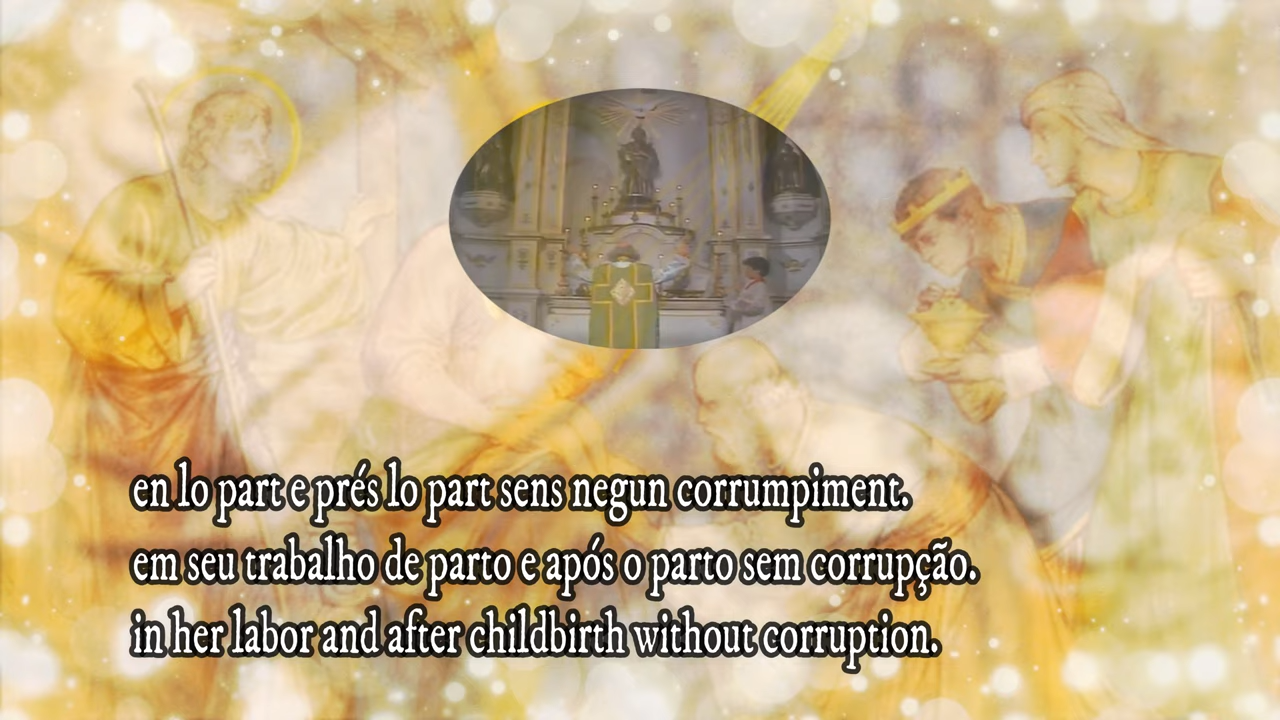 en lo part e prés lo part sens negun corrumpiment.
em seu trabalho de parto e após o parto sem corrupção.
in her labor and after childbirth without corruption.